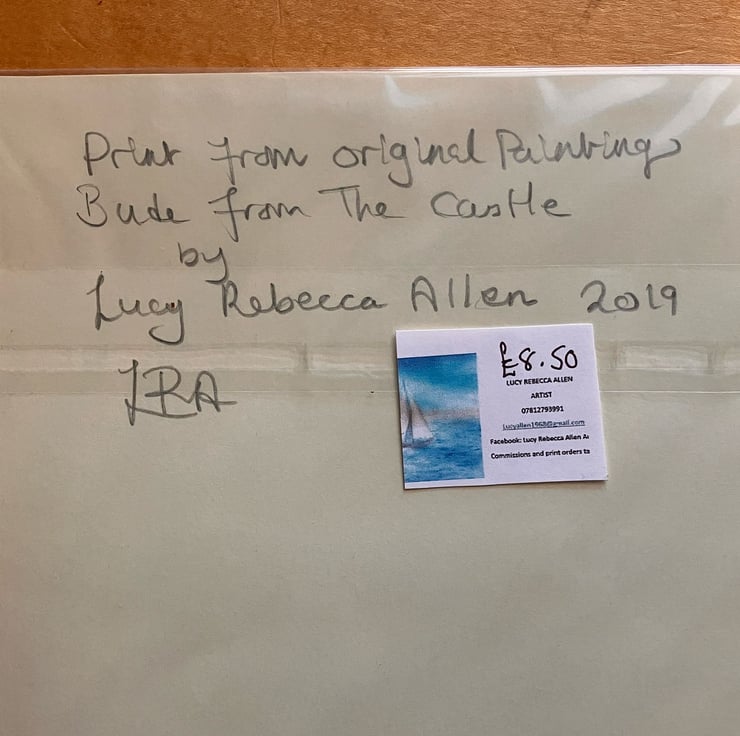 Print from original Painting
Bude from The Castle
by
Lucy Rebecca Allen 2019
LRA
£8.50
LUCY REBECCA ALLEN
ARTIST
07812793991
Lucyallen1968@gmail.com
Facebook: Lucy Rebecca Allen Ar
Commissions and print orders ta